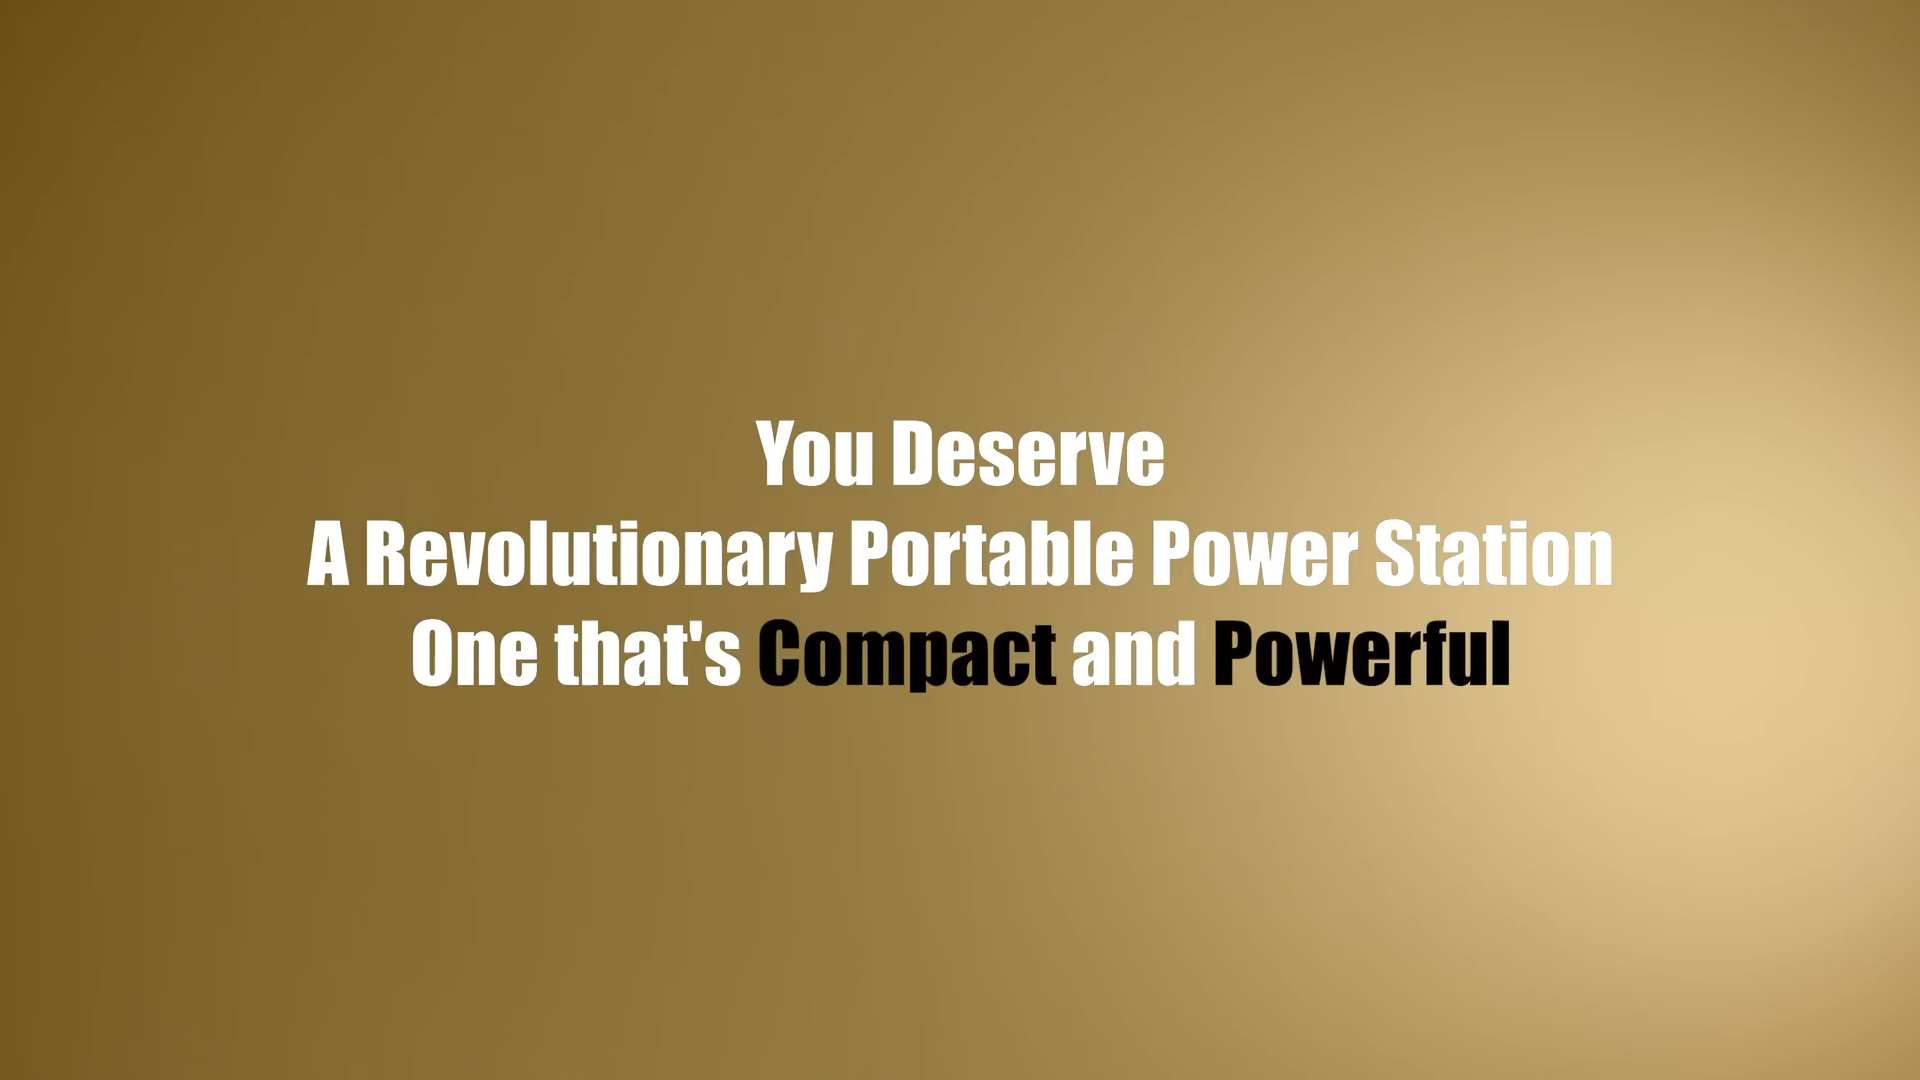 You Deserve
A Revolutionary Portable Power Station
One that's Compact and Powerful